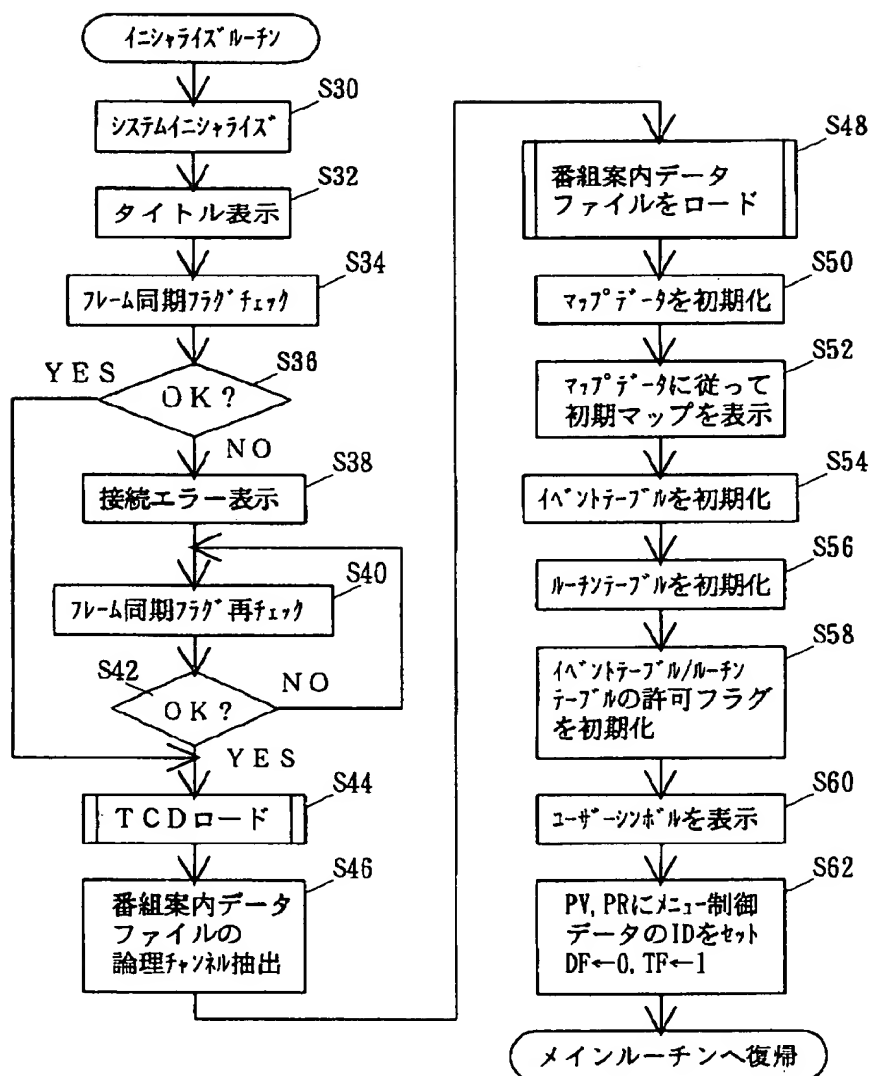 イニシャライズルーチン
S30
システムイニシャライズ
S32
タイトル表示
S34
フレーム同期フラグチェック
S36
YES
OK?
NO
S38
接続エラー表示
S40
フレーム同期フラグ再チェック
S42
OK?
NO
YES
S44
TCDロード
S46
番組案内データ
ファイルの
論理チャンネル抽出
S48
番組案内データ
ファイルをロード
S50
マップデータを初期化
S52
マップデータに従って
初期マップを表示
S54
イベントテーブルを初期化
S56
ルーチンテーブルを初期化
S58
イベントテーブル/ルーチン
テーブルの許可フラグ
を初期化
S60
ユーザーシンボルを表示
S62
PV,PRにメニュー制御
データのIDをセット
DF←0,TF←1
メインルーチンへ復帰